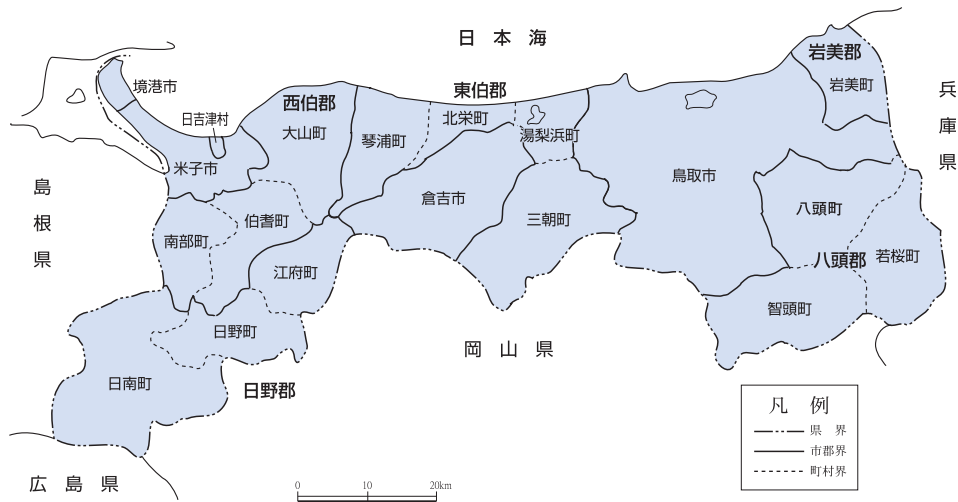 日本海
岩美郡
岩美町
兵庫県
境港市
日吉津村
西伯郡
大山町
東伯郡
北栄町
琴浦町
湯梨浜町
米子市
鳥取市
島根県
倉吉市
八頭町
南部町
伯耆町
三朝町
八頭郡
若桜町
江府町
智頭町
日野町
岡山県
日南町
日野郡
広島県
凡例
県界
市郡界
町村界
0 10 20km